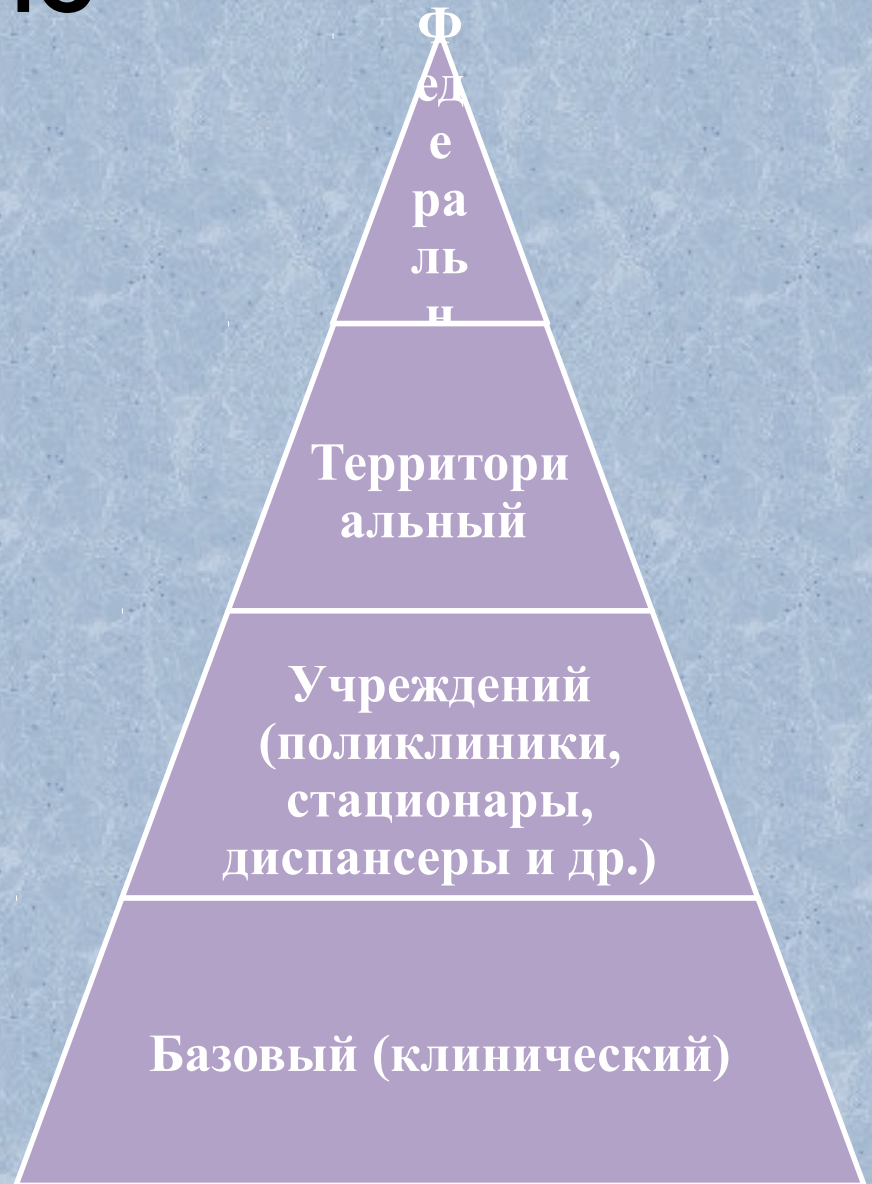 Ф
ед
е
ра
ль
н
Территори
альный
Учреждений
(поликлиники,
стационары,
диспансеры и др.)
Базовый (клинический)